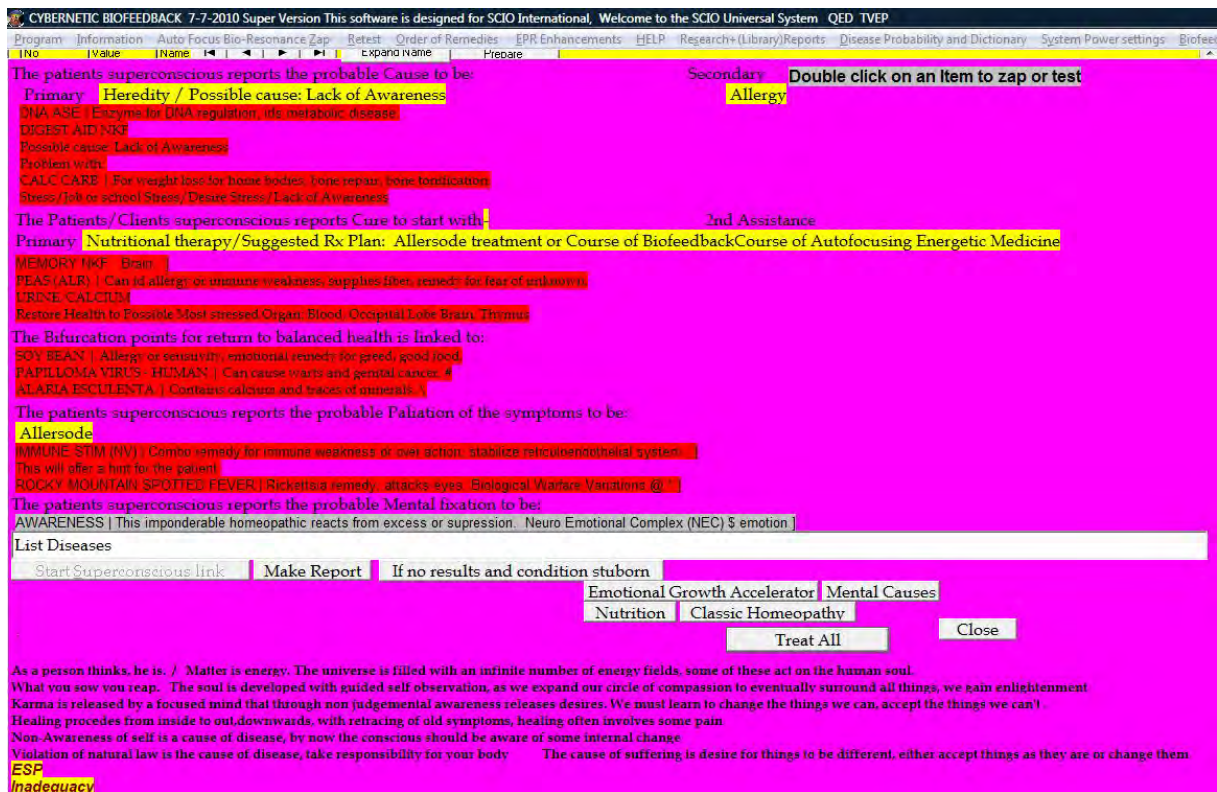 CYBERNETIC BIOFEEDBACK 7-7-2010 Super Version This software is designed for SCIO International, Welcome to the SCIO Universal System QED TVEP
Program Information Auto Focus Bio-Resonance Zap Retest Order of Remedies EPR Enhancements HELP Research+(Library)Reports Disease Probability and Dictionary System Power settings Biofeed
No Value Name Expand Name Prepare
The patients superconscious reports the probable Cause to be: Secondary Double click on an Item to zap or test
Primary Heredity / Possible cause: Lack of Awareness Allergy
DNA ASE | Enzyme for DNA regulation, ids metabolic disease.
DIGEST AID NKF
Possible cause: Lack of Awareness
Problem with:
CALC CARB | For weight loss for home bodies, bone repair, bone tonification
Stress/Job or school Stress/Desire Stress/Lack of Awareness
The Patients/Clients superconscious reports Cure to start with- 2nd Assistance
Primary Nutritional therapy/Suggested Rx Plan: Allersode treatment or Course of BiofeedbackCourse of Autofocusing Energetic Medicine
MEMORY NKF Brain ]
PEAS (ALR) | Can id allergy or immune weakness, supplies fiber, remedy for fear of unknown.
URINE, CALCIUM
Restore Health to Possible Most stressed Organ: Blood, Occipital Lobe Brain, Thymus
The Bifurcation points for return to balanced health is linked to:
SOY BEAN | Allergy or sensitivity, emotional remedy for greed, good food.
PAPILLOMA VIRUS - HUMAN | Can cause warts and genital cancer. #
ALARIA ESCULENTA | Contains calcium and traces of minerals. \
The patients superconscious reports the probable Paliation of the symptoms to be:
Allersode
IMMUNE STIM (NV) | Combo remedy for immune weakness or over action; stabilize reticuloendothelial system. ]
This will offer a hint for the patient
ROCKY MOUNTAIN SPOTTED FEVER | Rickettsia remedy, attacks eyes. Biological Warfare Variations @
The patients superconscious reports the probable Mental fixation to be:
AWARENESS | This imponderable homeopathic reacts from excess or supression. Neuro Emotional Complex (NEC) $ emotion ]
List Diseases
Start Superconscious link Make Report If no results and condition stuborn
Emotional Growth Accelerator Mental Causes
Nutrition Classic Homeopathy
Treat All Close
As a person thinks, he is. / Matter is energy. The universe is filled with an infinite number of energy fields, some of these act on the human soul.
What you sow you reap. The soul is developed with guided self observation, as we expand our circle of compassion to eventually surround all things, we gain enlightenment
Karma is released by a focused mind that through non judgemental awareness releases desires. We must learn to change the things we can, accept the things we can't .
Healing procedes from inside to out,downwards, with retracing of old symptoms, healing often involves some pain
Non-Awareness of self is a cause of disease, by now the conscious should be aware of some internal change
Violation of natural law is the cause of disease, take responsibility for your body The cause of suffering is desire for things to be different, either accept things as they are or change them
ESP
Inadequacy